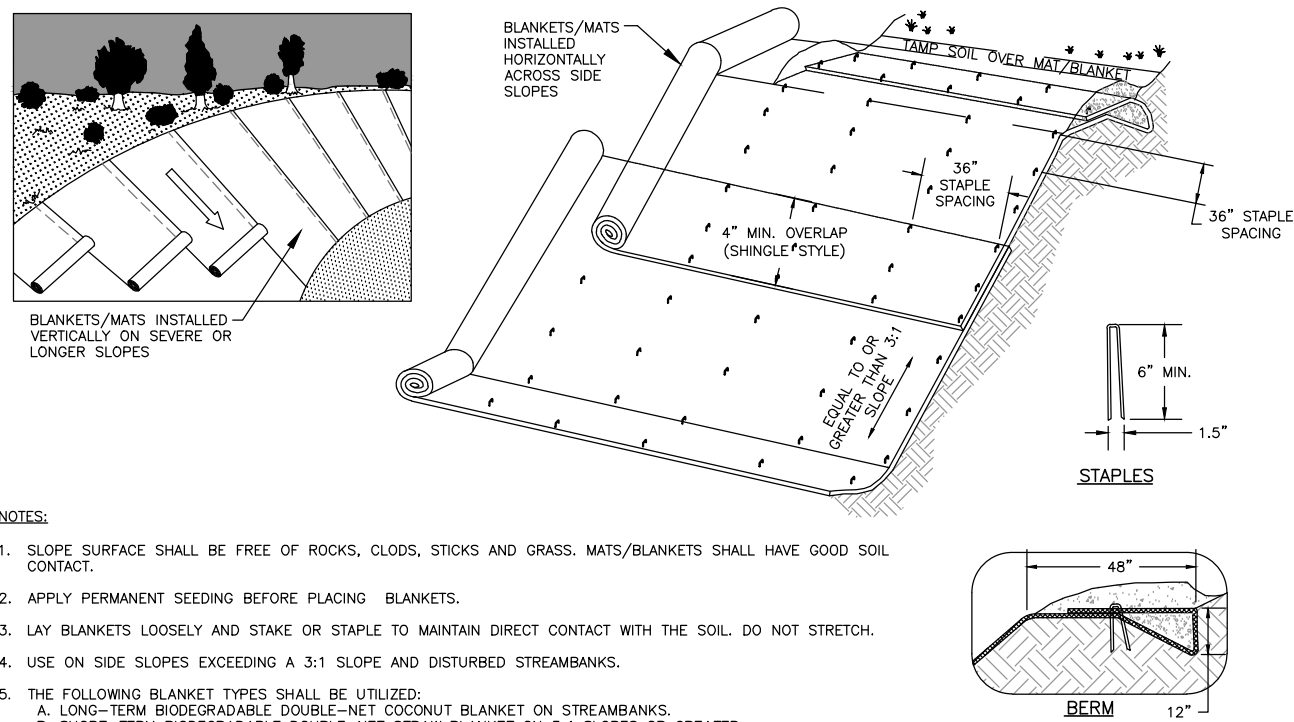 BLANKETS/MATS
INSTALLED
HORIZONTALLY
ACROSS SIDE
SLOPES
TAMP SOIL OVER MAT/BLANKET
36"
STAPLE
SPACING
36" STAPLE
SPACING
4" MIN. OVERLAP
(SHINGLE STYLE)
EQUAL TO OR
GREATER THAN 3:1
SLOPE
BLANKETS/MATS INSTALLED
VERTICALLY ON SEVERE OR
LONGER SLOPES
6" MIN.
1.5"
STAPLES
NOTES:
1. SLOPE SURFACE SHALL BE FREE OF ROCKS, CLODS, STICKS AND GRASS. MATS/BLANKETS SHALL HAVE GOOD SOIL
CONTACT.
2. APPLY PERMANENT SEEDING BEFORE PLACING BLANKETS.
3. LAY BLANKETS LOOSELY AND STAKE OR STAPLE TO MAINTAIN DIRECT CONTACT WITH THE SOIL. DO NOT STRETCH.
4. USE ON SIDE SLOPES EXCEEDING A 3:1 SLOPE AND DISTURBED STREAMBANKS.
5. THE FOLLOWING BLANKET TYPES SHALL BE UTILIZED:
A. LONG-TERM BIODEGRADABLE DOUBLE-NET COCONUT BLANKET ON STREAMBANKS.
48"
12"
BERM